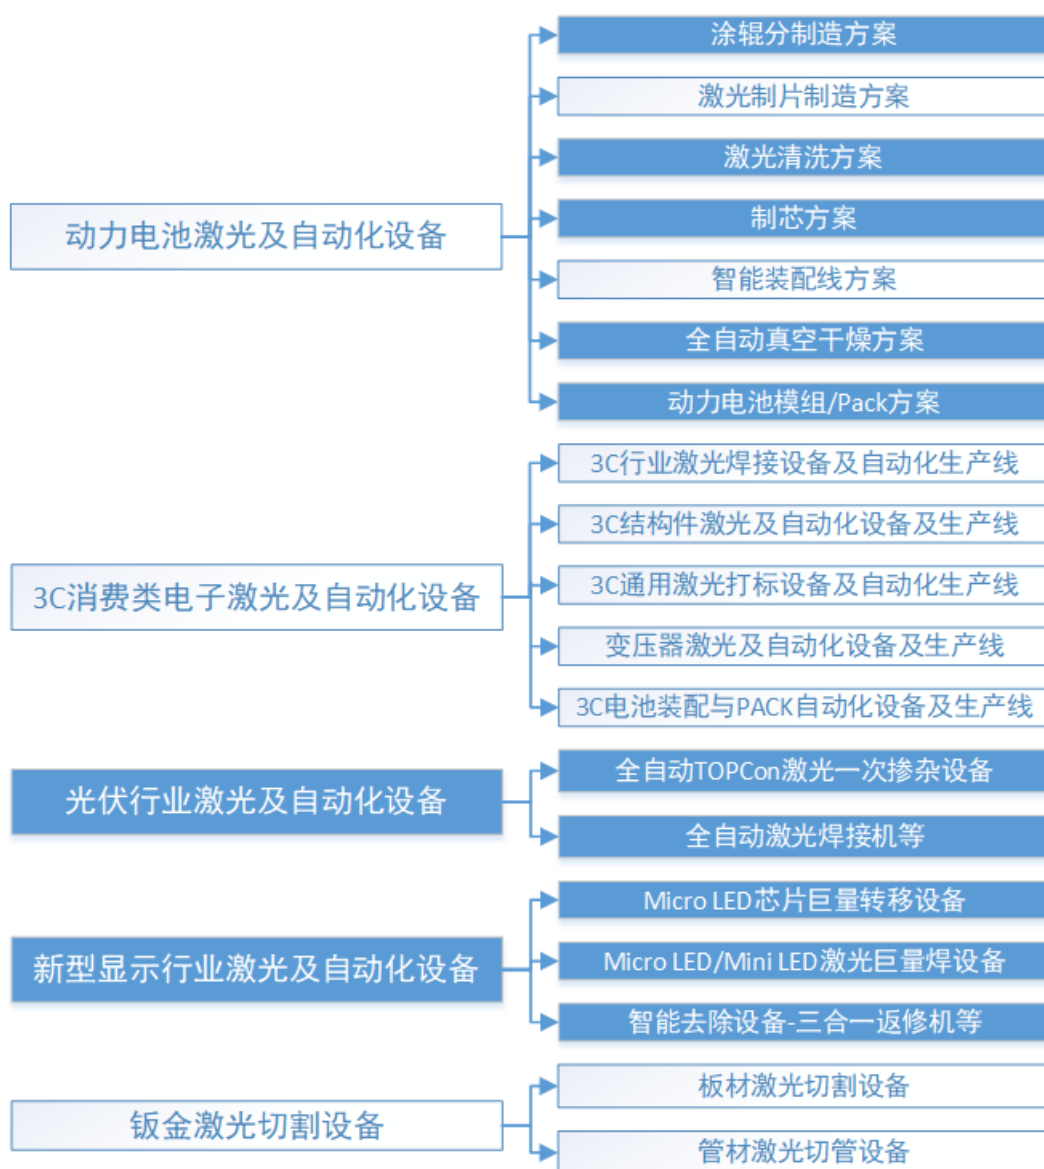 动力电池激光及自动化设备
涂辊分制造方案
激光制片制造方案
激光清洗方案
制芯方案
智能装配线方案
全自动真空干燥方案
动力电池模组/Pack方案
3C消费类电子激光及自动化设备
3C行业激光焊接设备及自动化生产线
3C结构件激光及自动化设备及生产线
3C通用激光打标设备及自动化生产线
变压器激光及自动化设备及生产线
3C电池装配与PACK自动化设备及生产线
光伏行业激光及自动化设备
全自动TOPCon激光一次掺杂设备
全自动激光焊接机等
新型显示行业激光及自动化设备
Micro LED芯片巨量转移设备
Micro LED/Mini LED激光巨量焊设备
智能去除设备-三合一返修机等
钣金激光切割设备
板材激光切割设备
管材激光切管设备